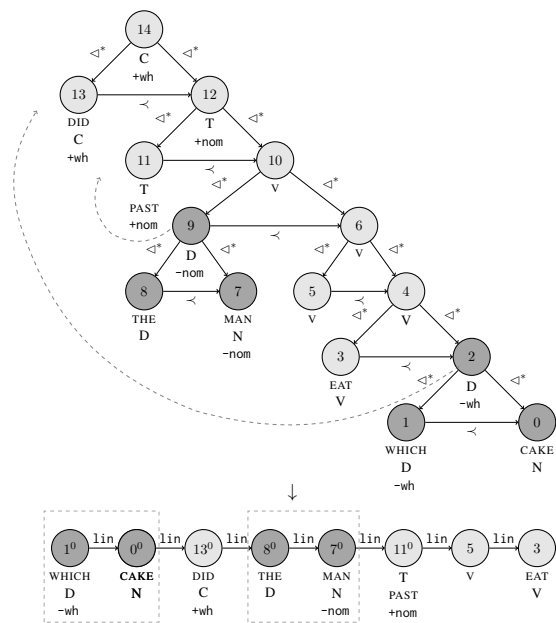 14
C
+wh
◁* ◁*
13 ≺ 12
DID
C
+wh
T
+nom
◁* ◁*
11 ≺ 10
T
PAST
+nom
V
◁* ◁*
9 ≺ 6
D
−nom
V
◁* ◁* ◁* ◁*
8 ≺ 7 5 ≺ 4
THE
D
MAN
N
−nom
V
V
◁* ◁*
3 ≺ 2
EAT
V
D
−wh
◁* ◁*
1 ≺ 0
WHICH
D
−wh
CAKE
N
↓
1⁰ lin 0⁰ lin 13⁰ lin 8⁰ lin 7⁰ lin 11⁰ lin 5 lin 3
WHICH CAKE DID THE MAN T V EAT
D N C D N PAST V
−wh +wh −nom +nom